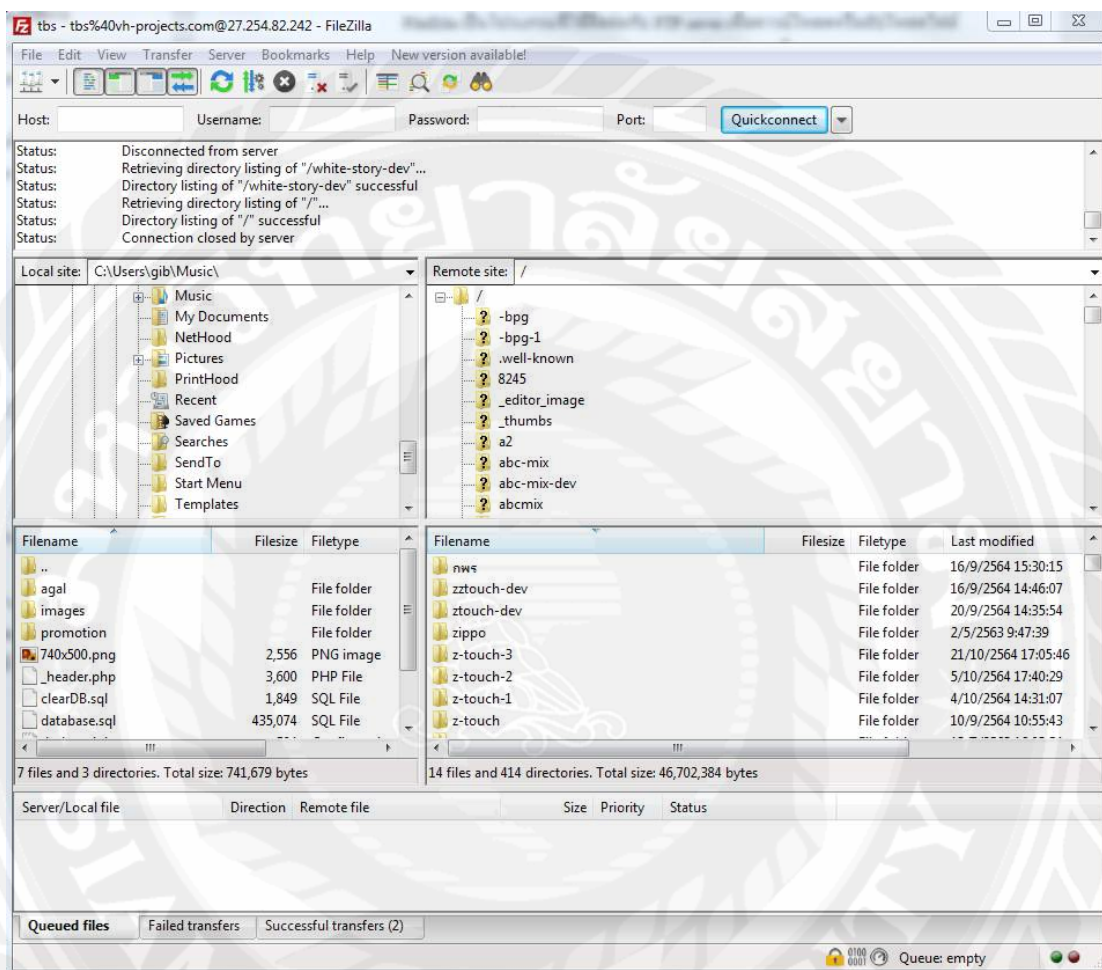 tbs - tbs%40vh-projects.com@27.254.82.242 - FileZilla
File Edit View Transfer Server Bookmarks Help New version available!
Host: Username: Password: Port: Quickconnect
Status: Disconnected from server
Status: Retrieving directory listing of "/white-story-dev"...
Status: Directory listing of "/white-story-dev" successful
Status: Retrieving directory listing of "/"...
Status: Directory listing of "/" successful
Status: Connection closed by server
Local site: C:\Users\gib\Music\
Music
My Documents
NetHood
Pictures
PrintHood
Recent
Saved Games
Searches
SendTo
Start Menu
Templates
Remote site: /
/
-bpg
-bpg-1
.well-known
8245
_editor_image
_thumbs
a2
abc-mix
abc-mix-dev
abcmix
Filename Filesize Filetype
..
agal File folder
images File folder
promotion File folder
740x500.png 2,556 PNG image
_header.php 3,600 PHP File
clearDB.sql 1,849 SQL File
database.sql 435,074 SQL File
7 files and 3 directories. Total size: 741,679 bytes
Filename Filesize Filetype Last modified
กพร File folder 16/9/2564 15:30:15
zztouch-dev File folder 16/9/2564 14:46:07
ztouch-dev File folder 20/9/2564 14:35:54
zippo File folder 2/5/2563 9:47:39
z-touch-3 File folder 21/10/2564 17:05:46
z-touch-2 File folder 5/10/2564 17:40:29
z-touch-1 File folder 4/10/2564 14:31:07
z-touch File folder 10/9/2564 10:55:43
14 files and 414 directories. Total size: 46,702,384 bytes
Server/Local file Direction Remote file Size Priority Status
Queued files Failed transfers Successful transfers (2)
Queue: empty